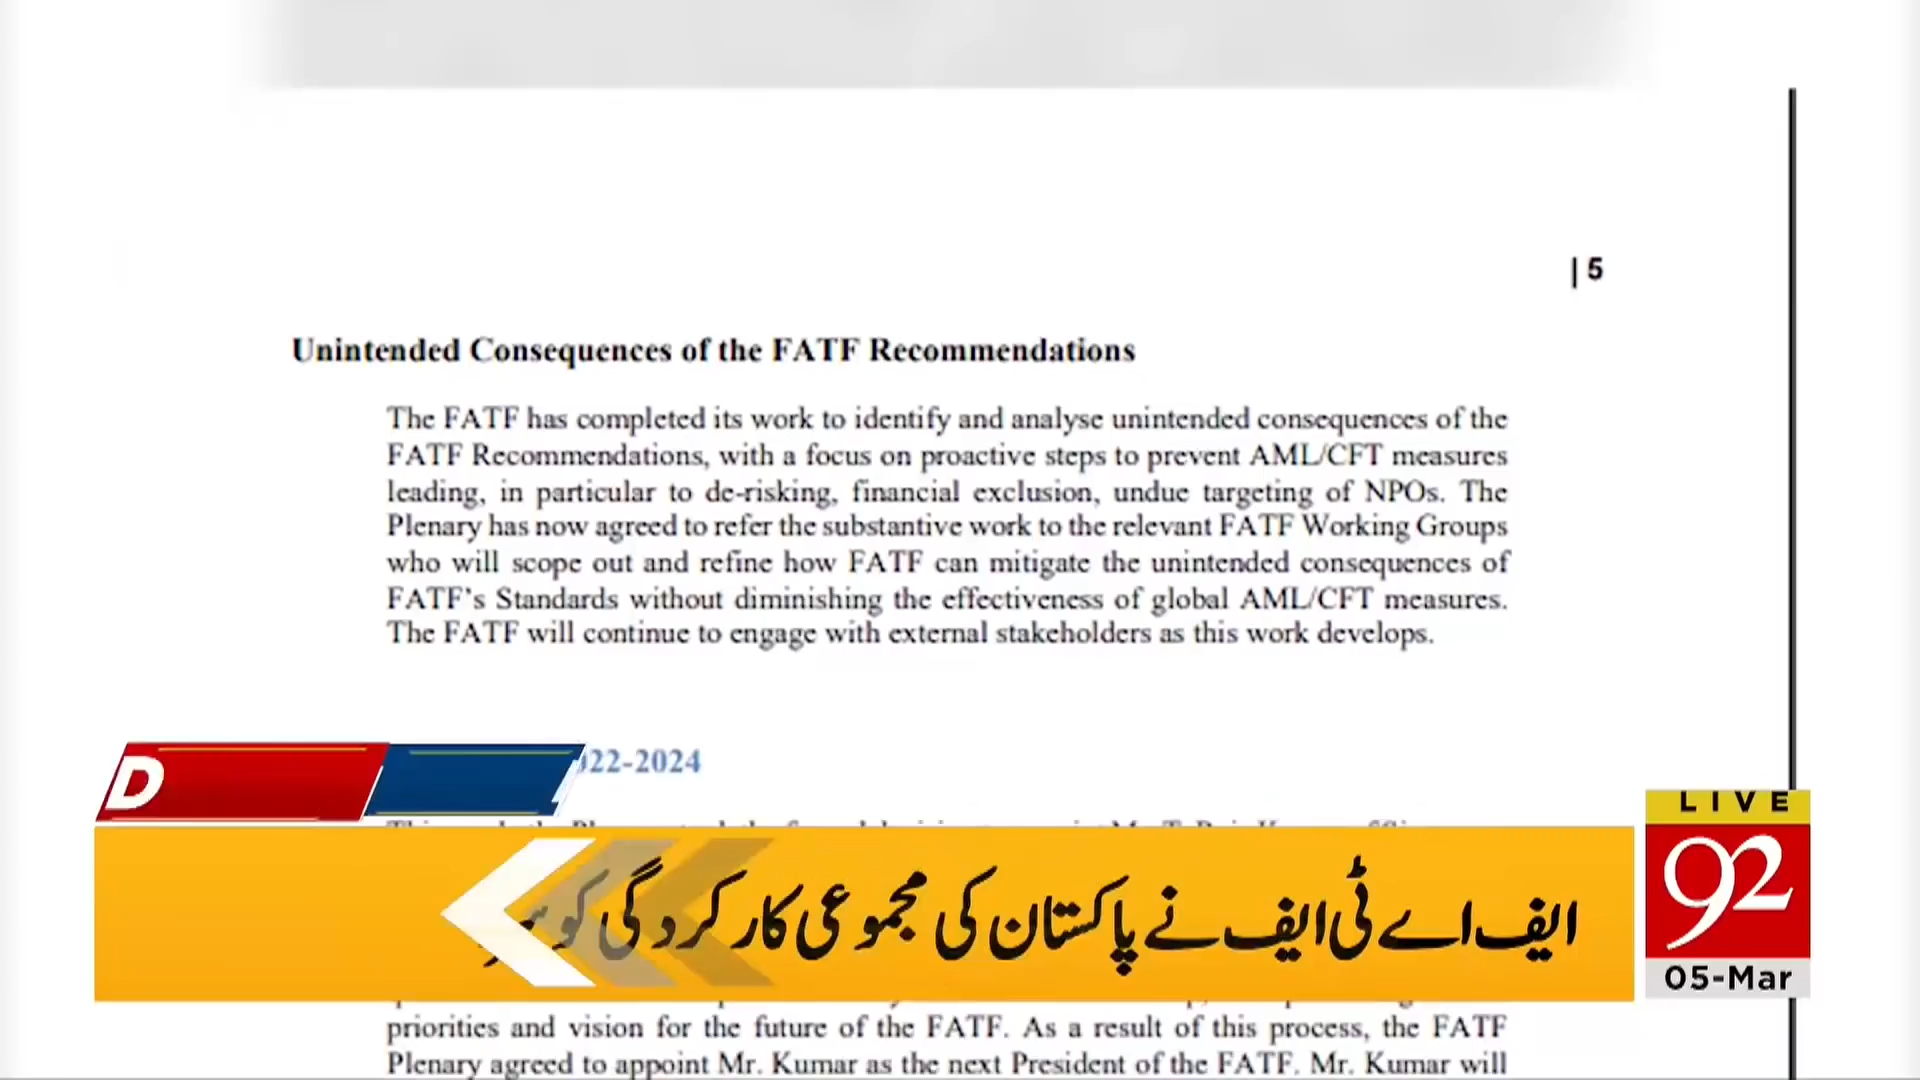 | 5
Unintended Consequences of the FATF Recommendations
The FATF has completed its work to identify and analyse unintended consequences of the
FATF Recommendations, with a focus on proactive steps to prevent AML/CFT measures
leading, in particular to de-risking, financial exclusion, undue targeting of NPOs. The
Plenary has now agreed to refer the substantive work to the relevant FATF Working Groups
who will scope out and refine how FATF can mitigate the unintended consequences of
FATF's Standards without diminishing the effectiveness of global AML/CFT measures.
The FATF will continue to engage with external stakeholders as this work develops.
22-2024
D
LIVE
92
05-Mar
ایف اے ٹی ایف نے پاکستان کی مجموعی کارکردگی کو
priorities and vision for the future of the FATF. As a result of this process, the FATF
Plenary agreed to appoint Mr. Kumar as the next President of the FATF. Mr. Kumar will